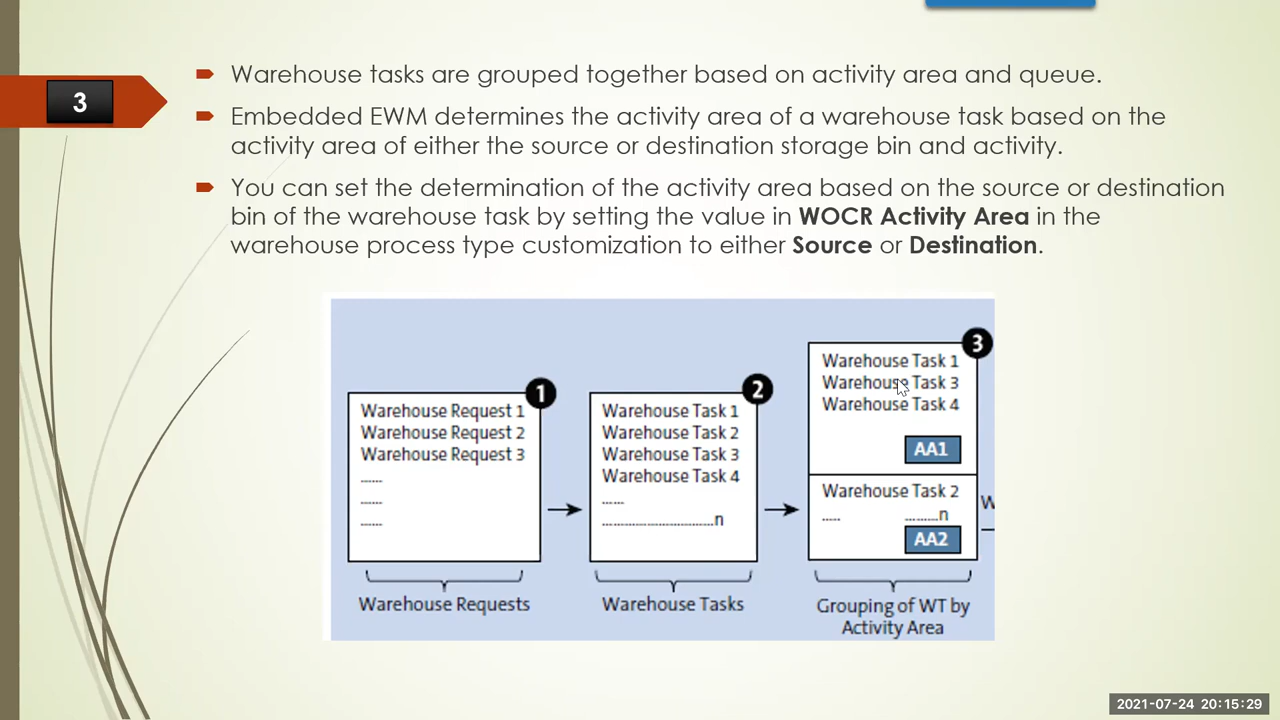 3
Warehouse tasks are grouped together based on activity area and queue.
Embedded EWM determines the activity area of a warehouse task based on the
activity area of either the source or destination storage bin and activity.
You can set the determination of the activity area based on the source or destination
bin of the warehouse task by setting the value in WOCR Activity Area in the
warehouse process type customization to either Source or Destination.
1
Warehouse Request 1
Warehouse Request 2
Warehouse Request 3
......
......
......
Warehouse Requests
2
Warehouse Task 1
Warehouse Task 2
Warehouse Task 3
Warehouse Task 4
......
................................n
Warehouse Tasks
3
Warehouse Task 1
Warehouse Task 3
Warehouse Task 4
AA1
Warehouse Task 2
..... .........n
AA2
Grouping of WT by
Activity Area
2021-07-24 20:15:29